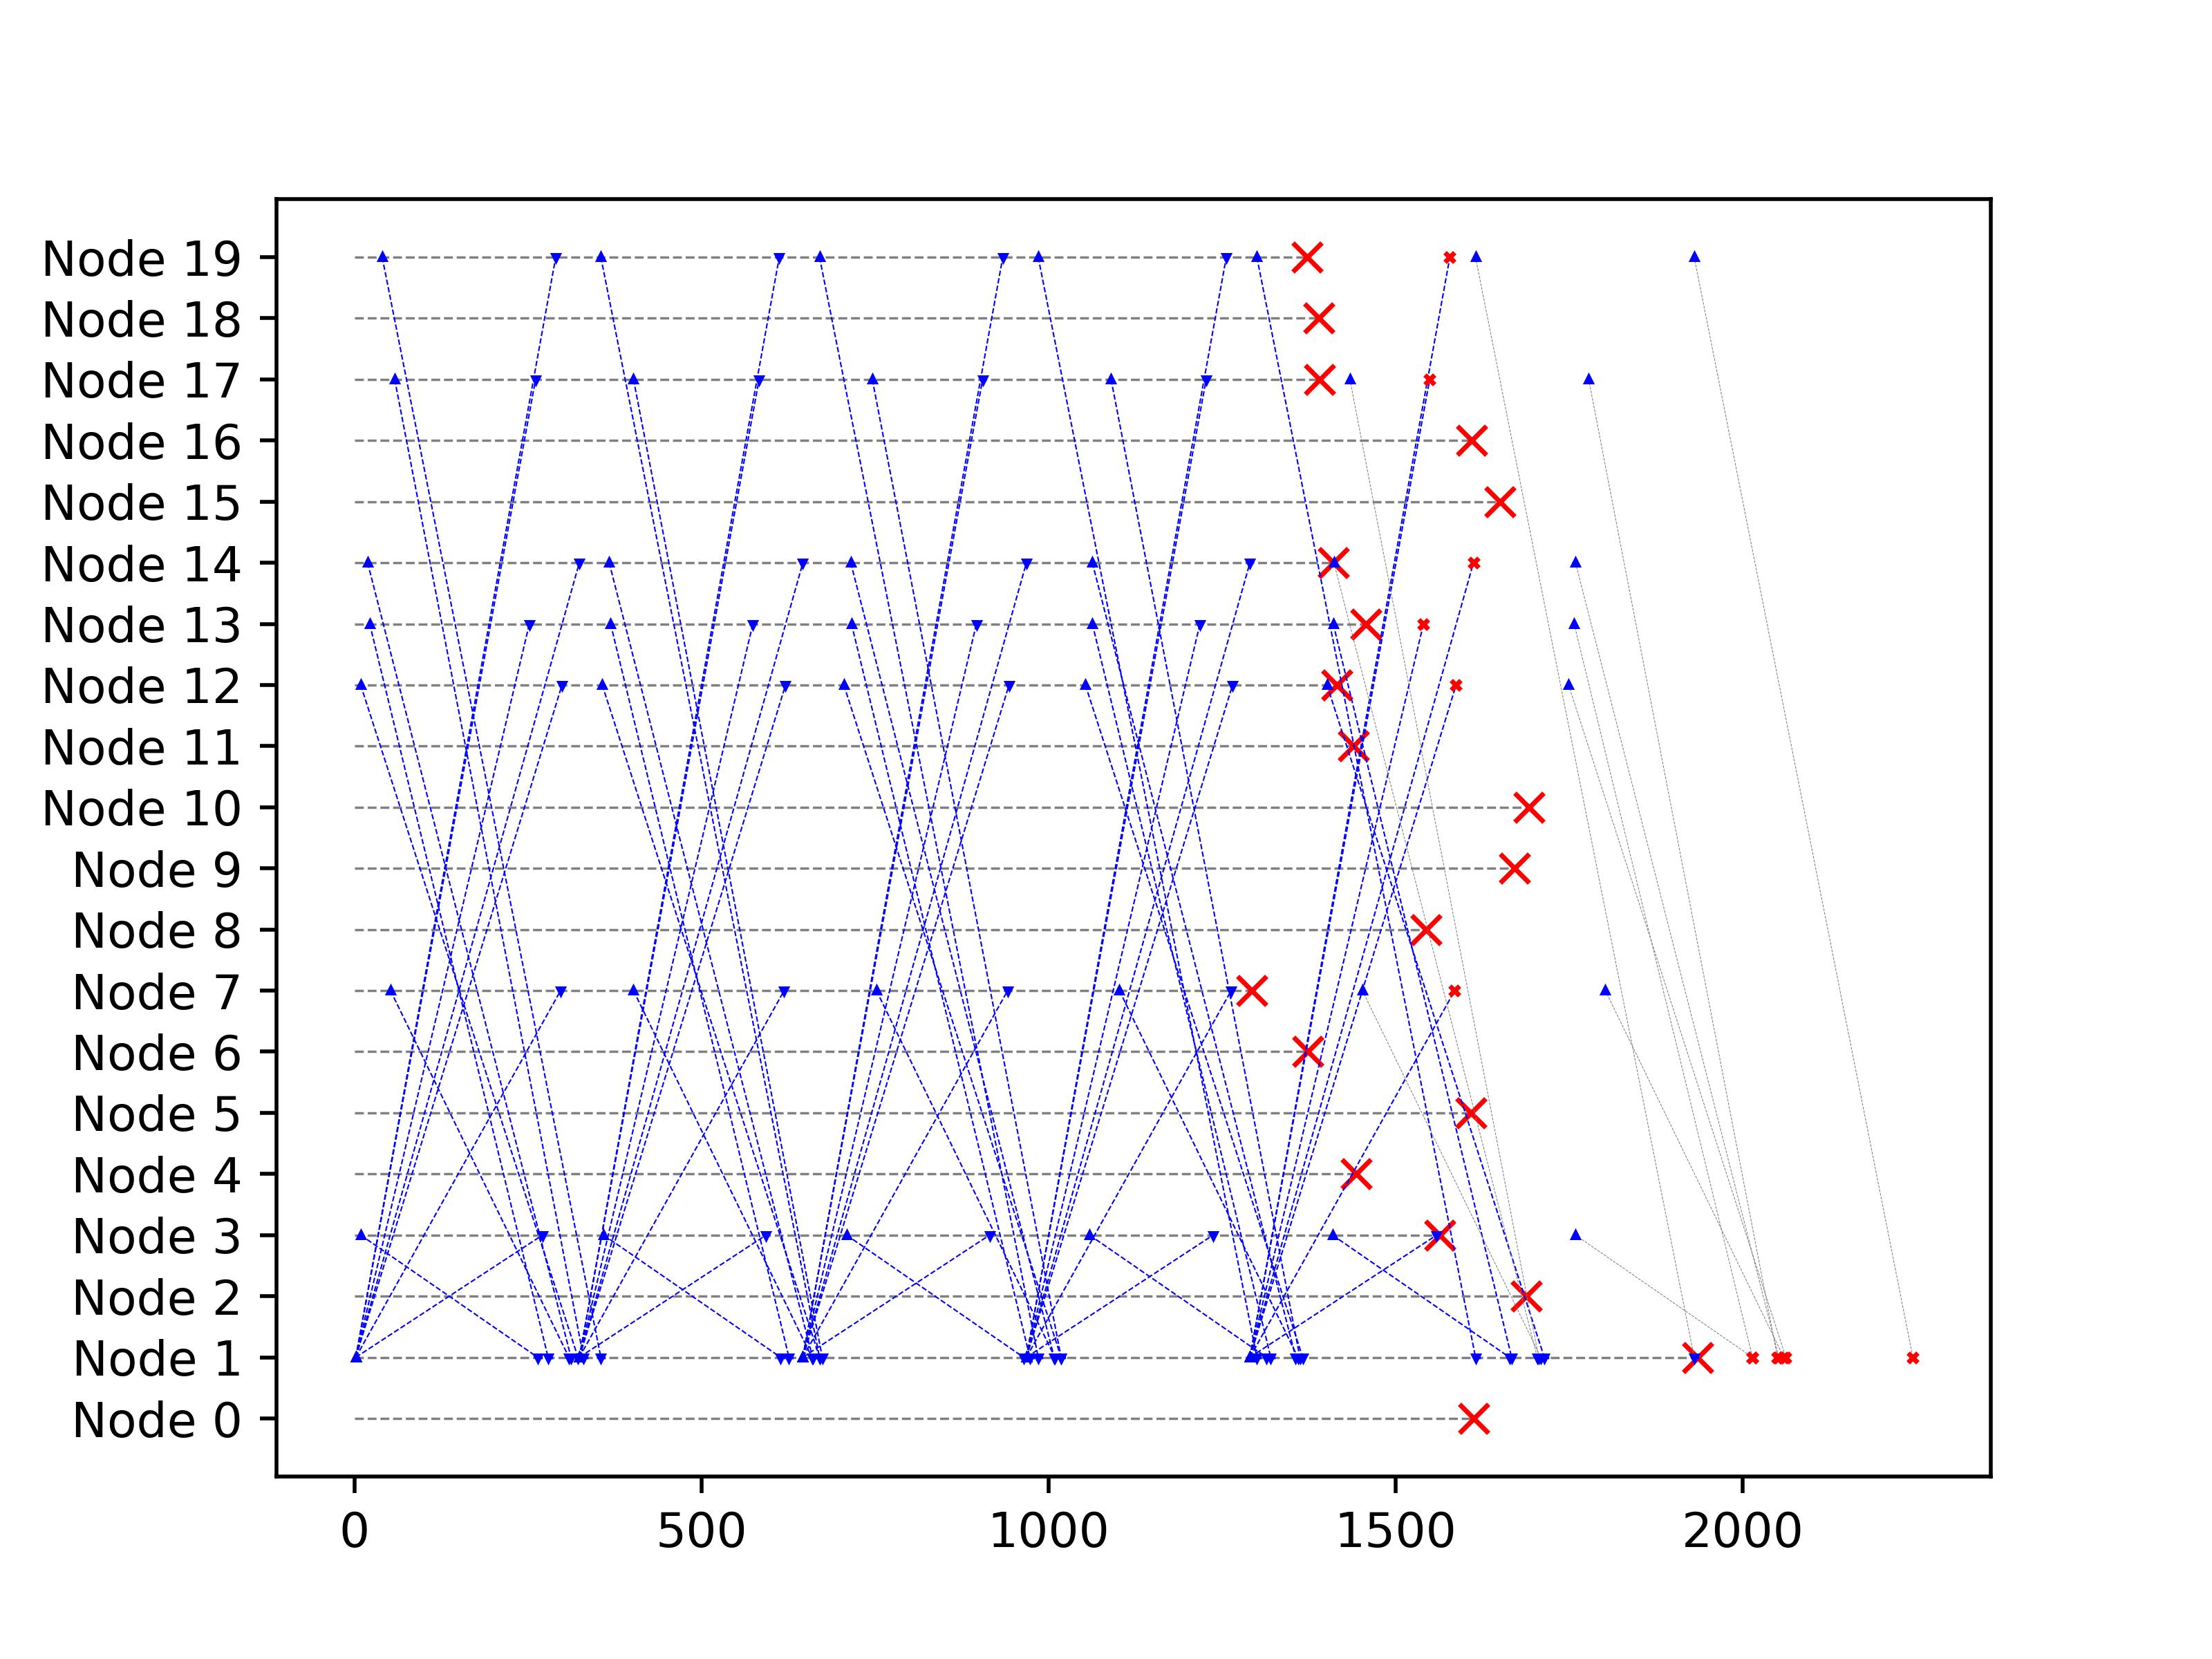 Node 19
Node 18
Node 17
Node 16
Node 15
Node 14
Node 13
Node 12
Node 11
Node 10
Node 9
Node 8
Node 7
Node 6
Node 5
Node 4
Node 3
Node 2
Node 1
Node 0
0 500 1000 1500 2000